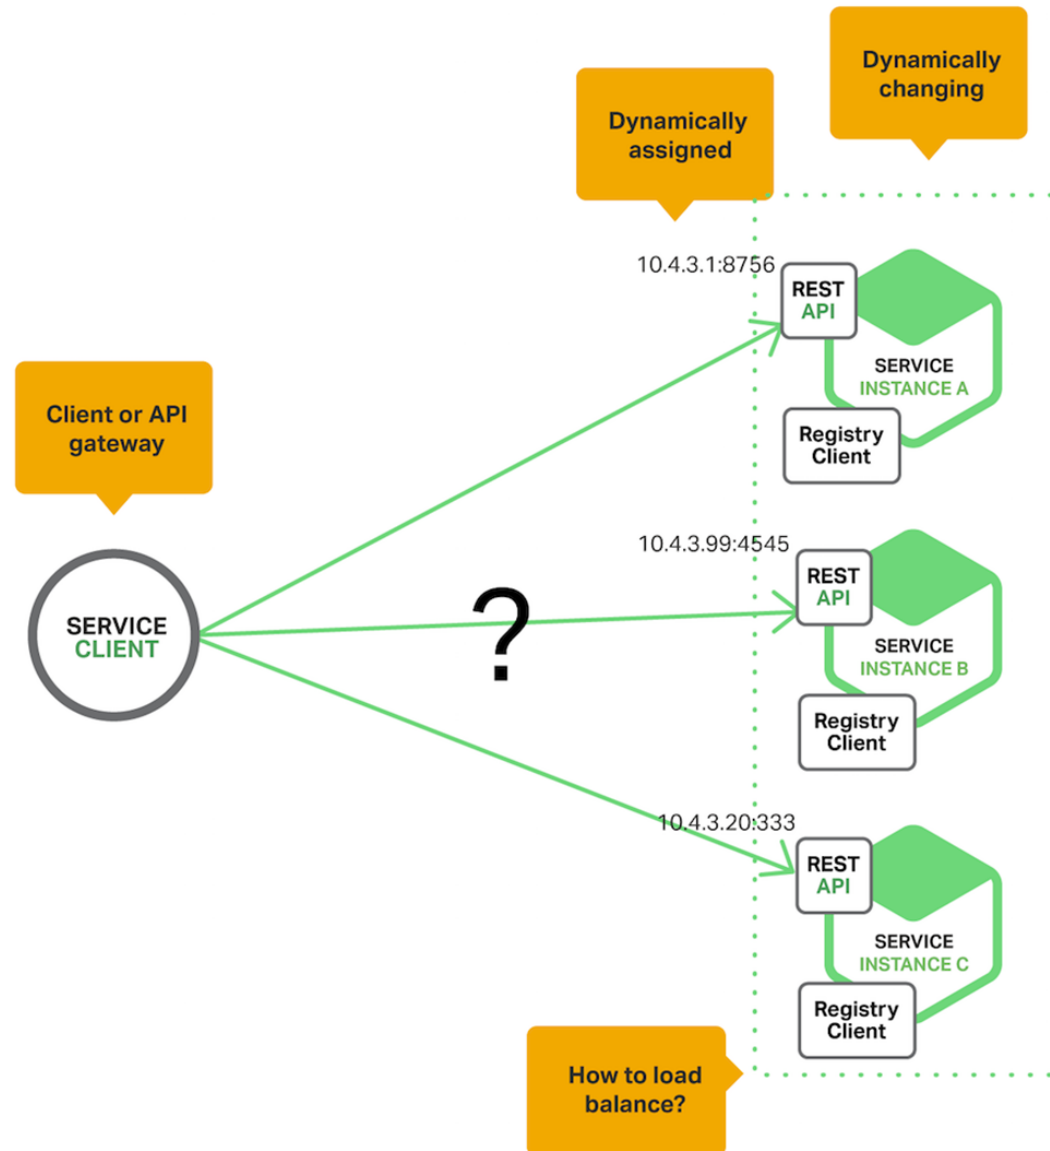 Dynamically
changing
Dynamically
assigned
10.4.3.1:8756
REST
API
SERVICE
INSTANCE A
Registry
Client
Client or API
gateway
10.4.3.99:4545
REST
API
SERVICE
CLIENT
?
SERVICE
INSTANCE B
Registry
Client
10.4.3.20:333
REST
API
SERVICE
INSTANCE C
Registry
Client
How to load
balance?